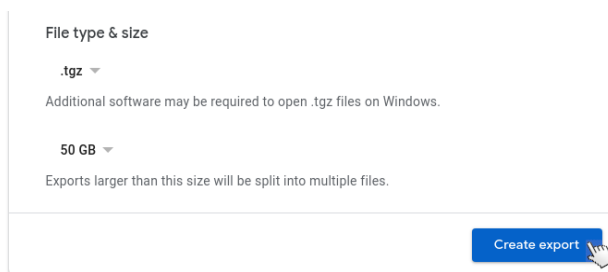 File type & size
.tgz
Additional software may be required to open .tgz files on Windows.
50 GB
Exports larger than this size will be split into multiple files.
Create export